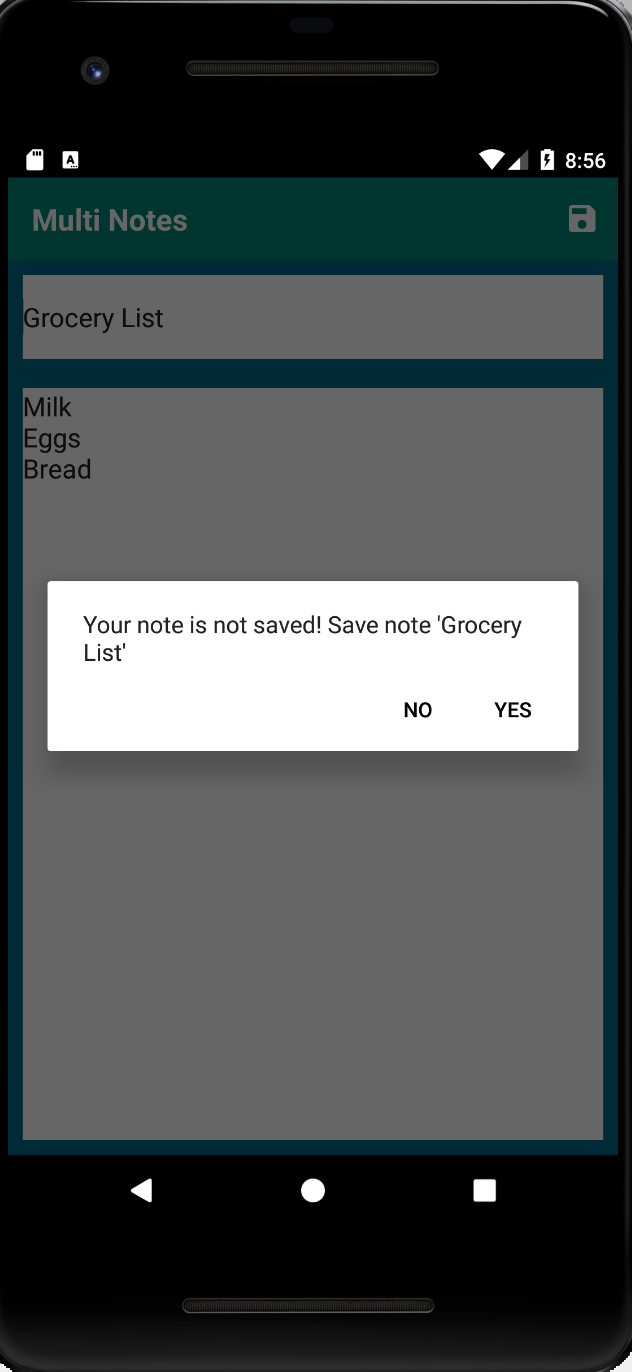 A
8:56
Multi Notes
Grocery List
Milk
Eggs
Bread
Your note is not saved! Save note 'Grocery
List'
NO YES